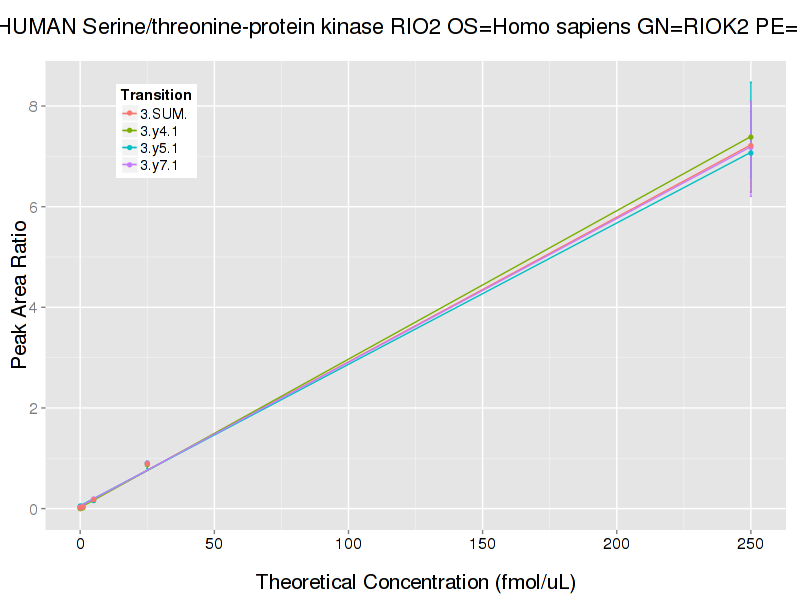 HUMAN Serine/threonine-protein kinase RIO2 OS=Homo sapiens GN=RIOK2 PE=
Transition
3.SUM.
3.y4.1
3.y5.1
3.y7.1
8
6
4
2
0
Peak Area Ratio
0 50 100 150 200 250
Theoretical Concentration (fmol/uL)